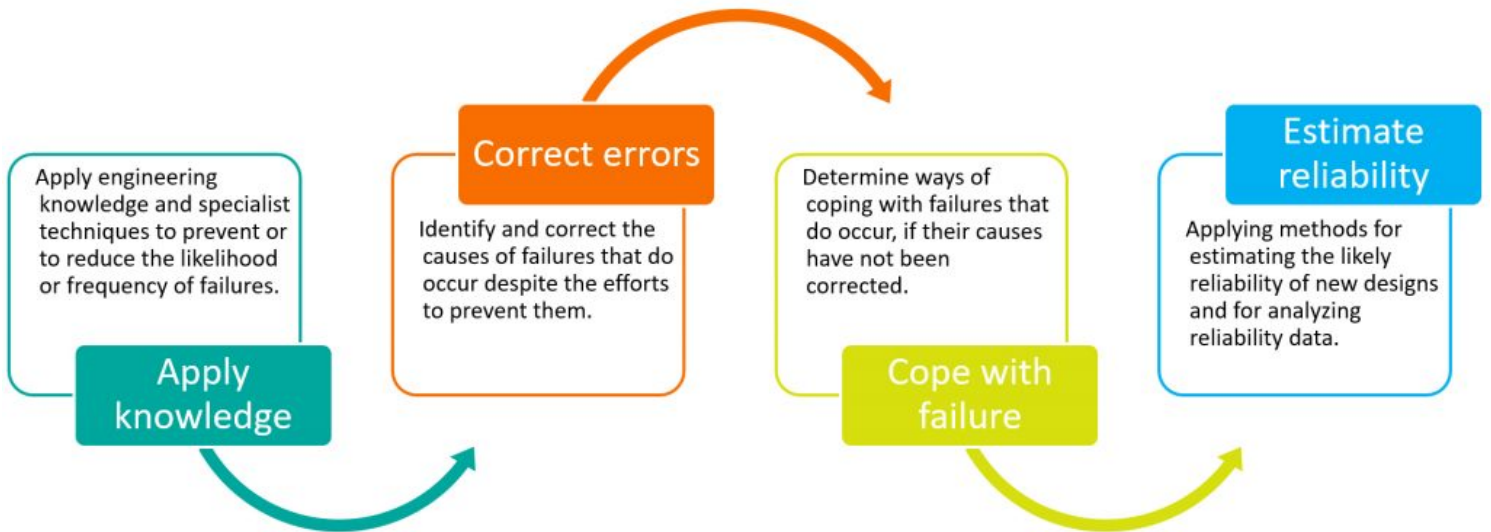 Apply engineering
knowledge and specialist
techniques to prevent or
to reduce the likelihood
or frequency of failures.
Apply
knowledge
Correct errors
Identify and correct the
causes of failures that do
occur despite the efforts
to prevent them.
Determine ways of
coping with failures that
do occur, if their causes
have not been
corrected.
Cope with
failure
Estimate
reliability
Applying methods for
estimating the likely
reliability of new designs
and for analyzing
reliability data.